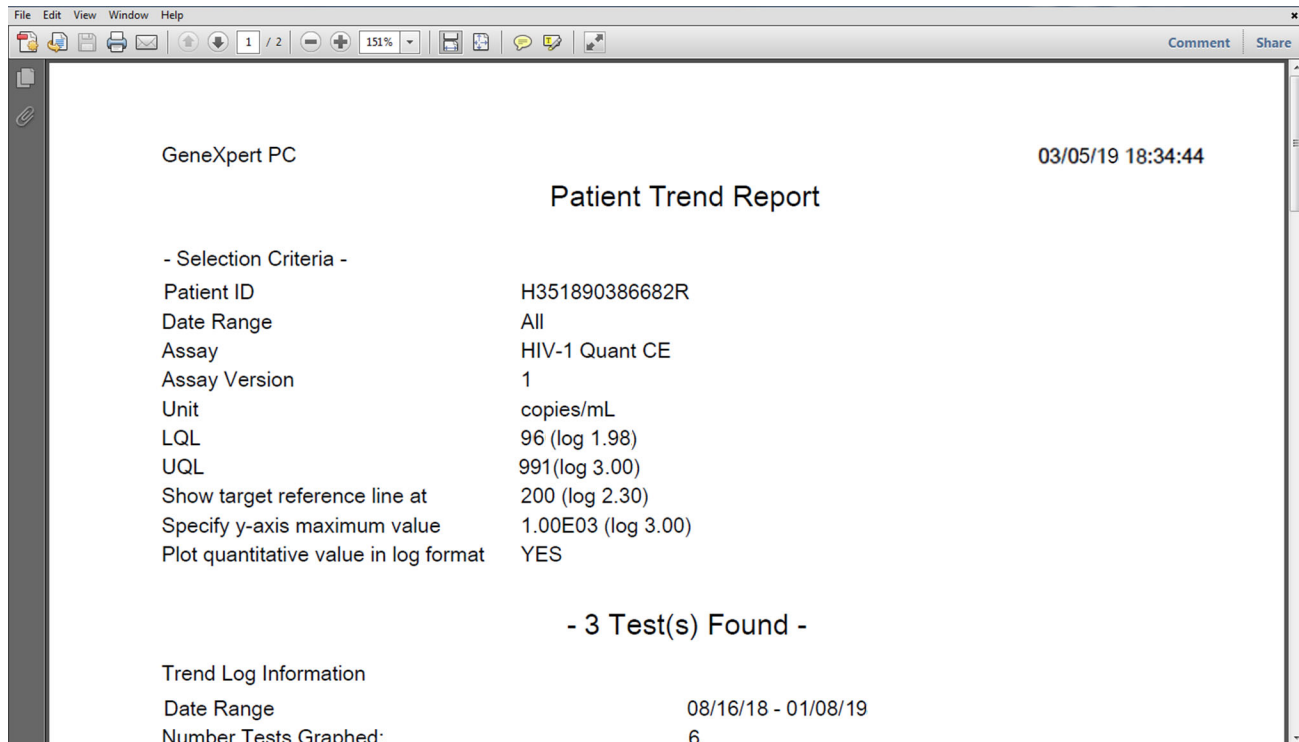 File Edit View Window Help
1 / 2 151% Comment Share
GeneXpert PC 03/05/19 18:34:44
Patient Trend Report
- Selection Criteria -
Patient ID H351890386682R
Date Range All
Assay HIV-1 Quant CE
Assay Version 1
Unit copies/mL
LQL 96 (log 1.98)
UQL 991(log 3.00)
Show target reference line at 200 (log 2.30)
Specify y-axis maximum value 1.00E03 (log 3.00)
Plot quantitative value in log format YES
- 3 Test(s) Found -
Trend Log Information
Date Range 08/16/18 - 01/08/19
Number Tests Graphed: 6